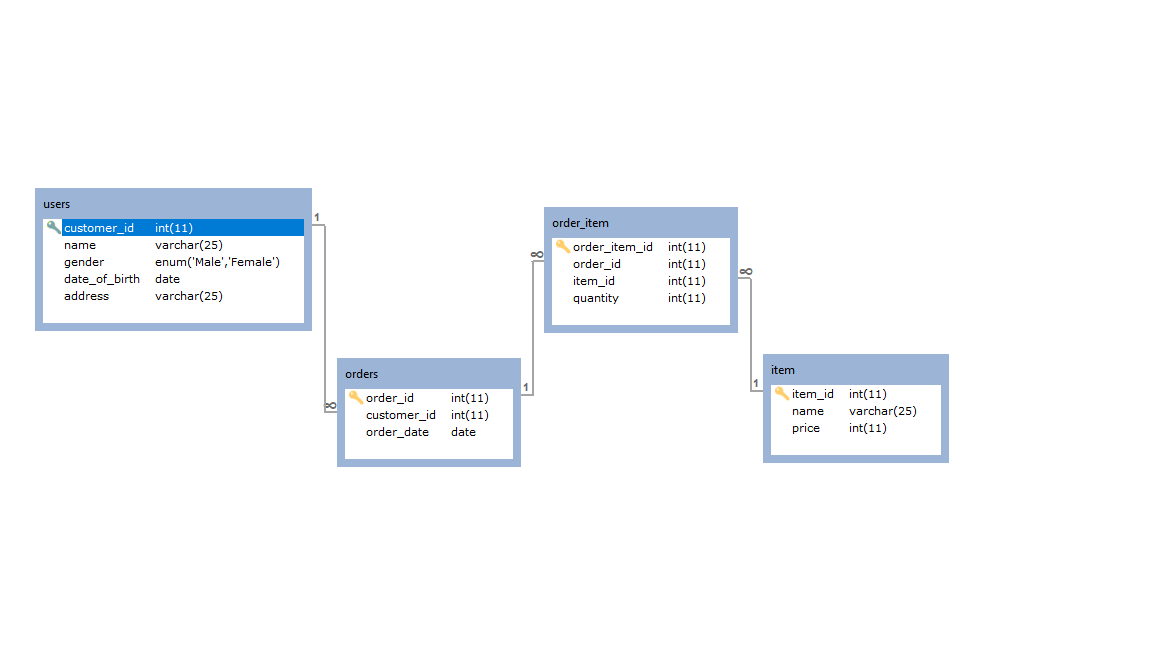 users
customer_id int(11)
name varchar(25)
gender enum('Male','Female')
date_of_birth date
address varchar(25)
1
∞
orders
order_id int(11)
customer_id int(11)
order_date date
1
∞
order_item
order_item_id int(11)
order_id int(11)
item_id int(11)
quantity int(11)
∞
1
item
item_id int(11)
name varchar(25)
price int(11)